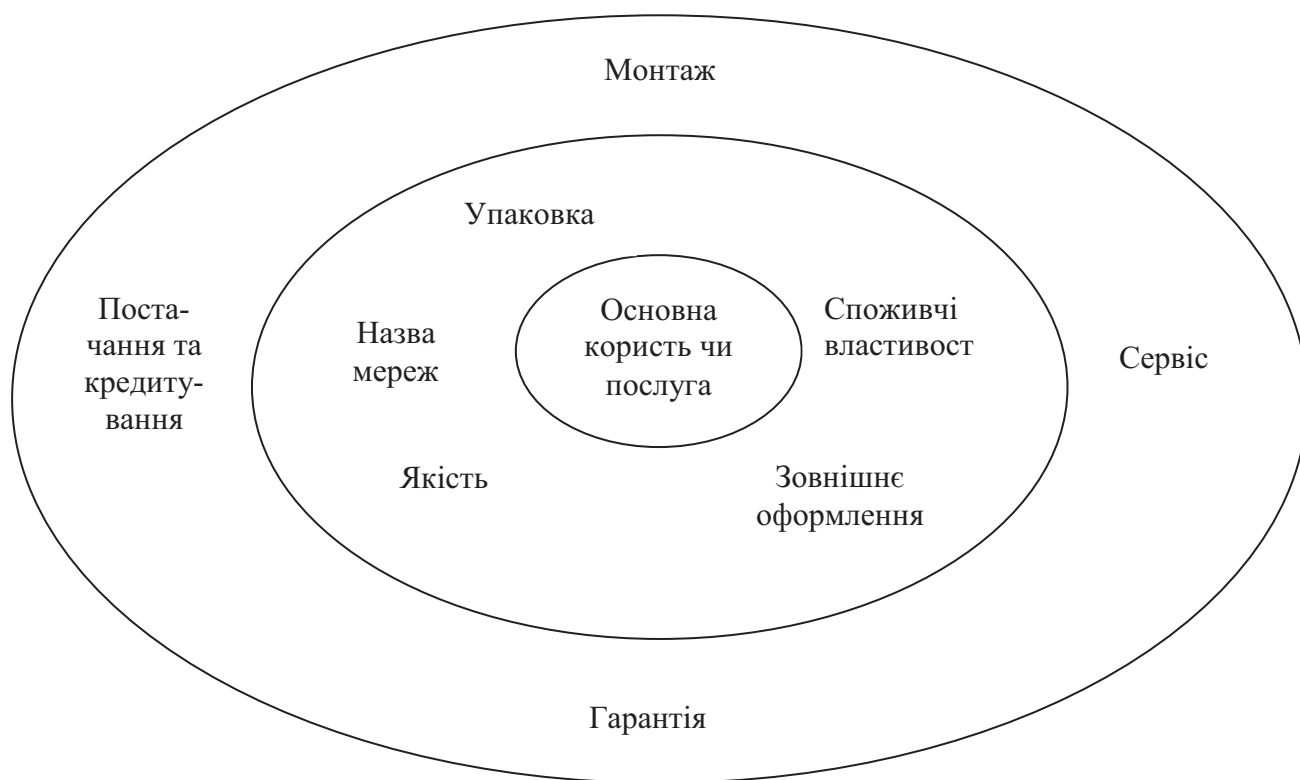 Монтаж
Упаковка
Поста-
чання та
кредиту-
вання
Назва
мереж
Основна
користь чи
послуга
Споживчі
властивост
Сервіс
Якість
Зовнішнє
оформлення
Гарантія